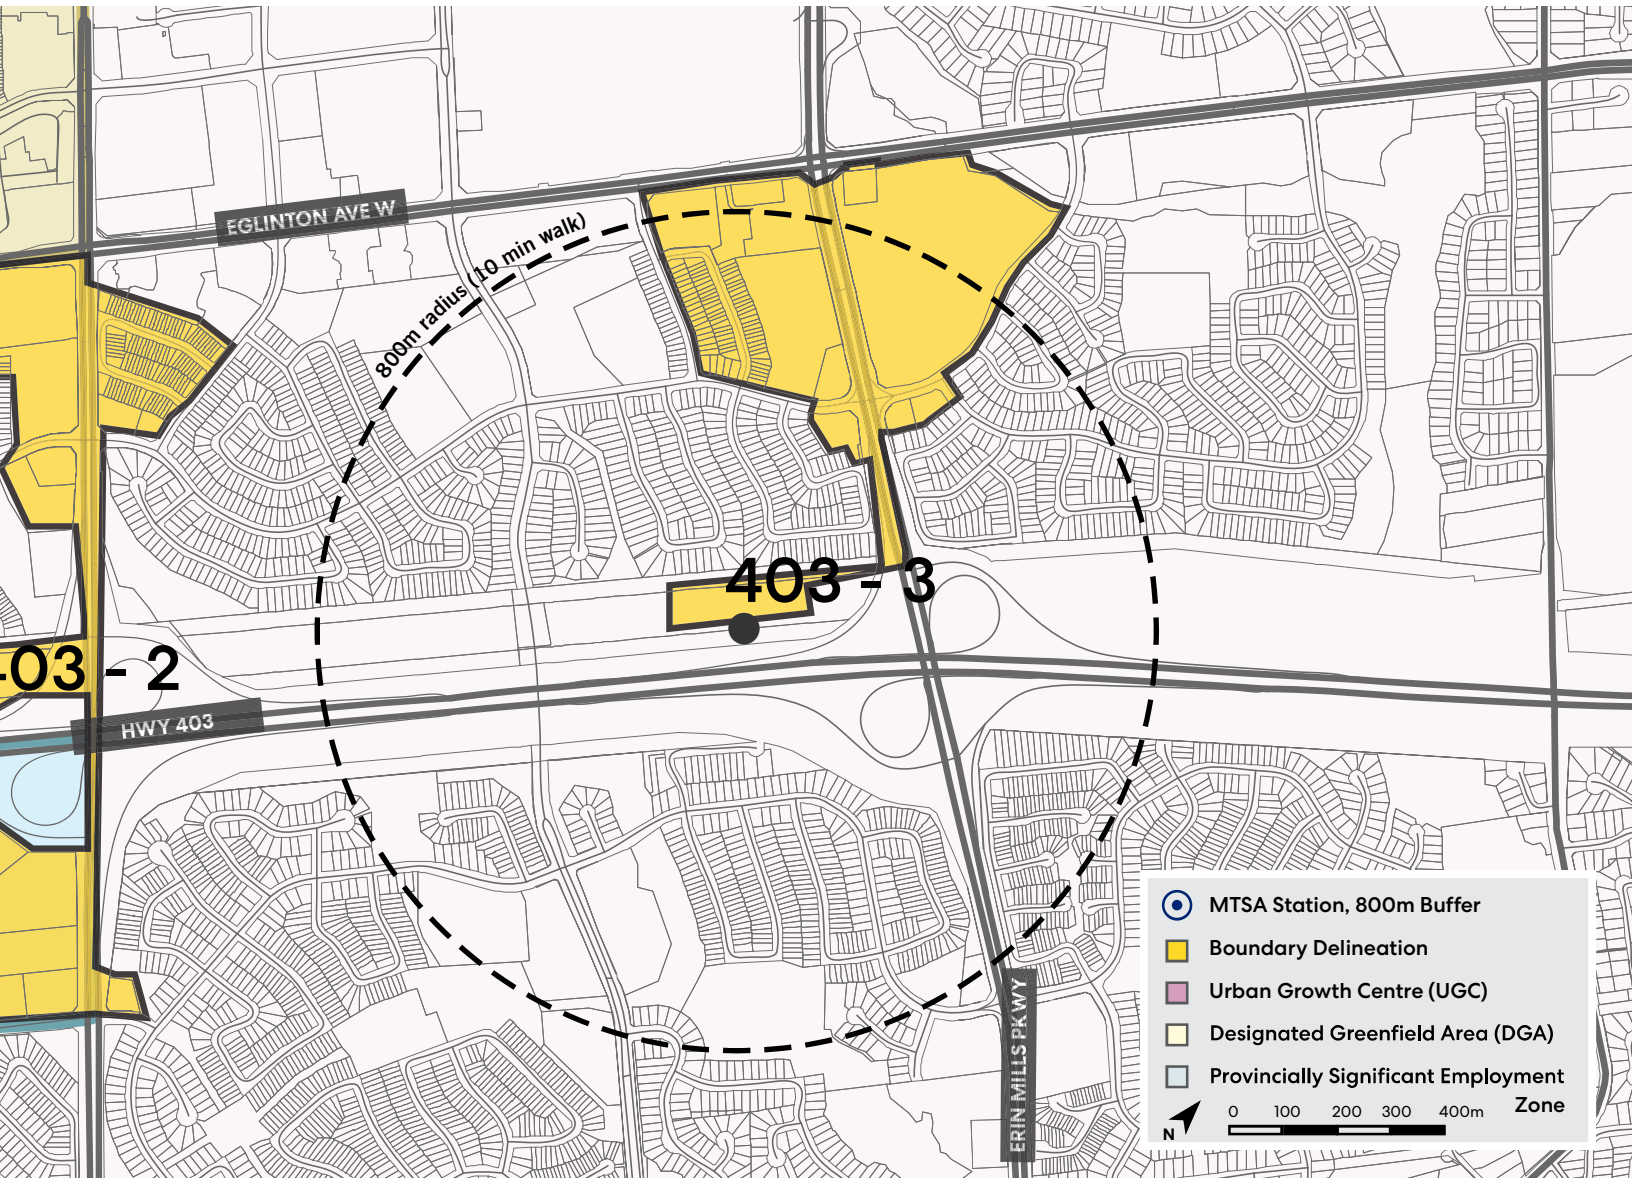 EGLINTON AVE W
800m radius (10 min walk)
403 - 3
403 - 2
HWY 403
ERIN MILLS PKWY
MTSA Station, 800m Buffer
Boundary Delineation
Urban Growth Centre (UGC)
Designated Greenfield Area (DGA)
Provincially Significant Employment
Zone
0 100 200 300 400m
N